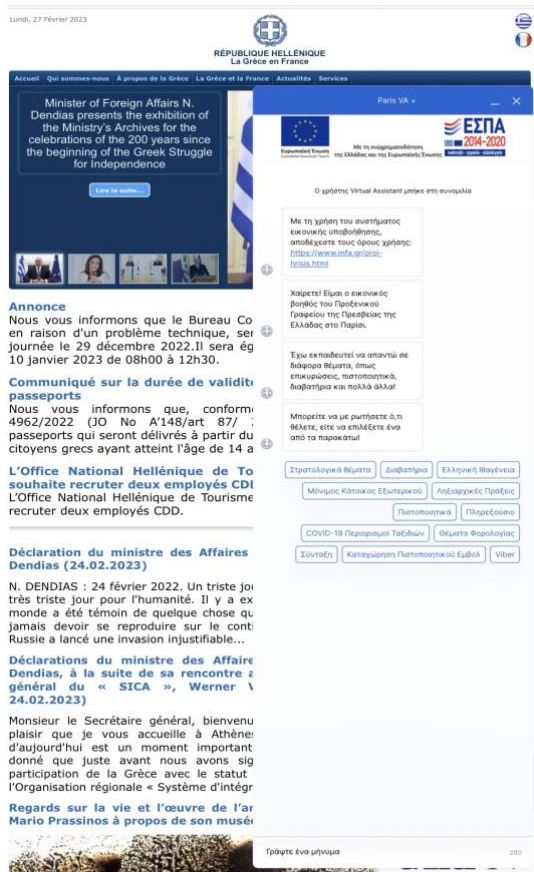 Lundi, 27 Février 2023
RÉPUBLIQUE HELLÉNIQUE
La Grèce en France
Accueil Qui sommes-nous À propos de la Grèce La Grèce et la France Actualités Services
Minister of Foreign Affairs N.
Dendias presents the exhibition of
the Ministry's Archives for the
celebrations of the 200 years since
the beginning of the Greek Struggle
for Independence
Lire la suite...
Annonce
Nous vous informons que le Bureau Co
en raison d'un problème technique, ser
journée le 29 décembre 2022.Il sera ég
10 janvier 2023 de 08h00 à 12h30.
Communiqué sur la durée de validité
passeports
Nous vous informons que, conform
4962/2022 (JO No A'148/art 87/
passeports qui seront délivrés à partir du
citoyens grecs ayant atteint l'âge de 14 a
L'Office National Hellénique de To
souhaite recruter deux employés CDI
L'Office National Hellénique de Tourisme
recruter deux employés CDD.
Déclaration du ministre des Affaires
Dendias (24.02.2023)
N. DENDIAS : 24 février 2022. Un triste jou
très triste jour pour l'humanité. Il y a ex
monde a été témoin de quelque chose qu
jamais devoir se reproduire sur le conti
Russie a lancé une invasion injustifiable...
Déclarations du ministre des Affaire
Dendias, à la suite de sa rencontre a
général du « SICA », Werner V
24.02.2023)
Monsieur le Secrétaire général, bienvenu
plaisir que je vous accueille à Athènes
d'aujourd'hui est un moment important
donné que juste avant nous avons sig
participation de la Grèce avec le statut
l'Organisation régionale « Système d'intégr
Regards sur la vie et l'œuvre de l'ar
Mario Prassinos à propos de son musée
Paris VA
Ευρωπαϊκή Ένωση
Με τη συγχρηματοδότηση
της Ελλάδας και της Ευρωπαϊκής Ένωσης
ΕΣΠΑ
2014-2020
Ο χρήστης Virtual Assistant μπήκε στη συνομιλία
Με τη χρήση του συστήματος
εικονικής υποβοήθησης,
αποδέχεστε τους όρους χρήσης:
https://www.mfa.gr/oroi-
hrisis.html
Χαίρετε! Είμαι ο εικονικός
βοηθός του Προξενικού
Γραφείου της Πρεσβείας της
Ελλάδας στο Παρίσι.
Έχω εκπαιδευτεί να απαντώ σε
διάφορα θέματα, όπως
επικυρώσεις, πιστοποιητικά,
διαβατήρια και πολλά άλλα!
Μπορείτε να με ρωτήσετε ό,τι
θέλετε, είτε να επιλέξετε ένα
από τα παρακάτω!
Στρατολογικά θέματα Διαβατήρια Ελληνική Ιθαγένεια
Μόνιμος Κάτοικος Εξωτερικού Ληξιαρχικές Πράξεις
Πιστοποιητικά Πληρεξούσιο
COVID-19 Περιορισμοί Ταξιδιών Θέματα Φορολογίας
Σύνταξη Καταχώρηση Πιστοποιητικού Εμβολ Viber
Γράψτε ένα μήνυμα 280